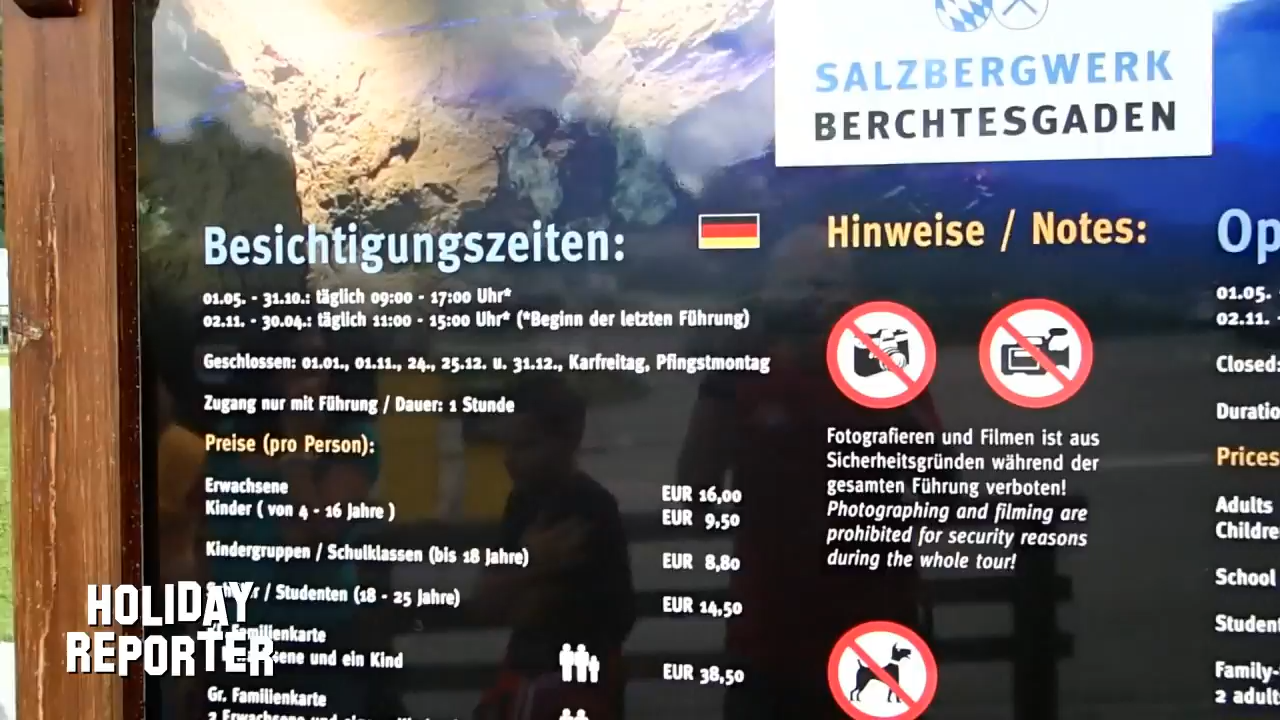 SALZBERGWERK
BERCHTESGADEN
Besichtigungszeiten:
01.05. - 31.10.: täglich 09:00 - 17:00 Uhr*
02.11. - 30.04.: täglich 11:00 - 15:00 Uhr* (*Beginn der letzten Führung)
Geschlossen: 01.01., 01.11., 24., 25.12. u. 31.12., Karfreitag, Pfingstmontag
Zugang nur mit Führung / Dauer: 1 Stunde
Preise (pro Person):
Erwachsene EUR 16,00
Kinder ( von 4 - 16 Jahre ) EUR 9,50
Kindergruppen / Schulklassen (bis 18 Jahre) EUR 8,80
/ Studenten (18 - 25 Jahre) EUR 14,50
Familienkarte
und ein Kind EUR 38,50
Gr. Familienkarte
2 Erwachsene und
Hinweise / Notes:
Fotografieren und Filmen ist aus
Sicherheitsgründen während der
gesamten Führung verboten!
Photographing and filming are
prohibited for security reasons
during the whole tour!
Op
01.05.
02.11. -
Closed:
Duratio
Prices
Adults
Childre
School
Student
Family-
2 adult
HOLIDAY
REPORTER